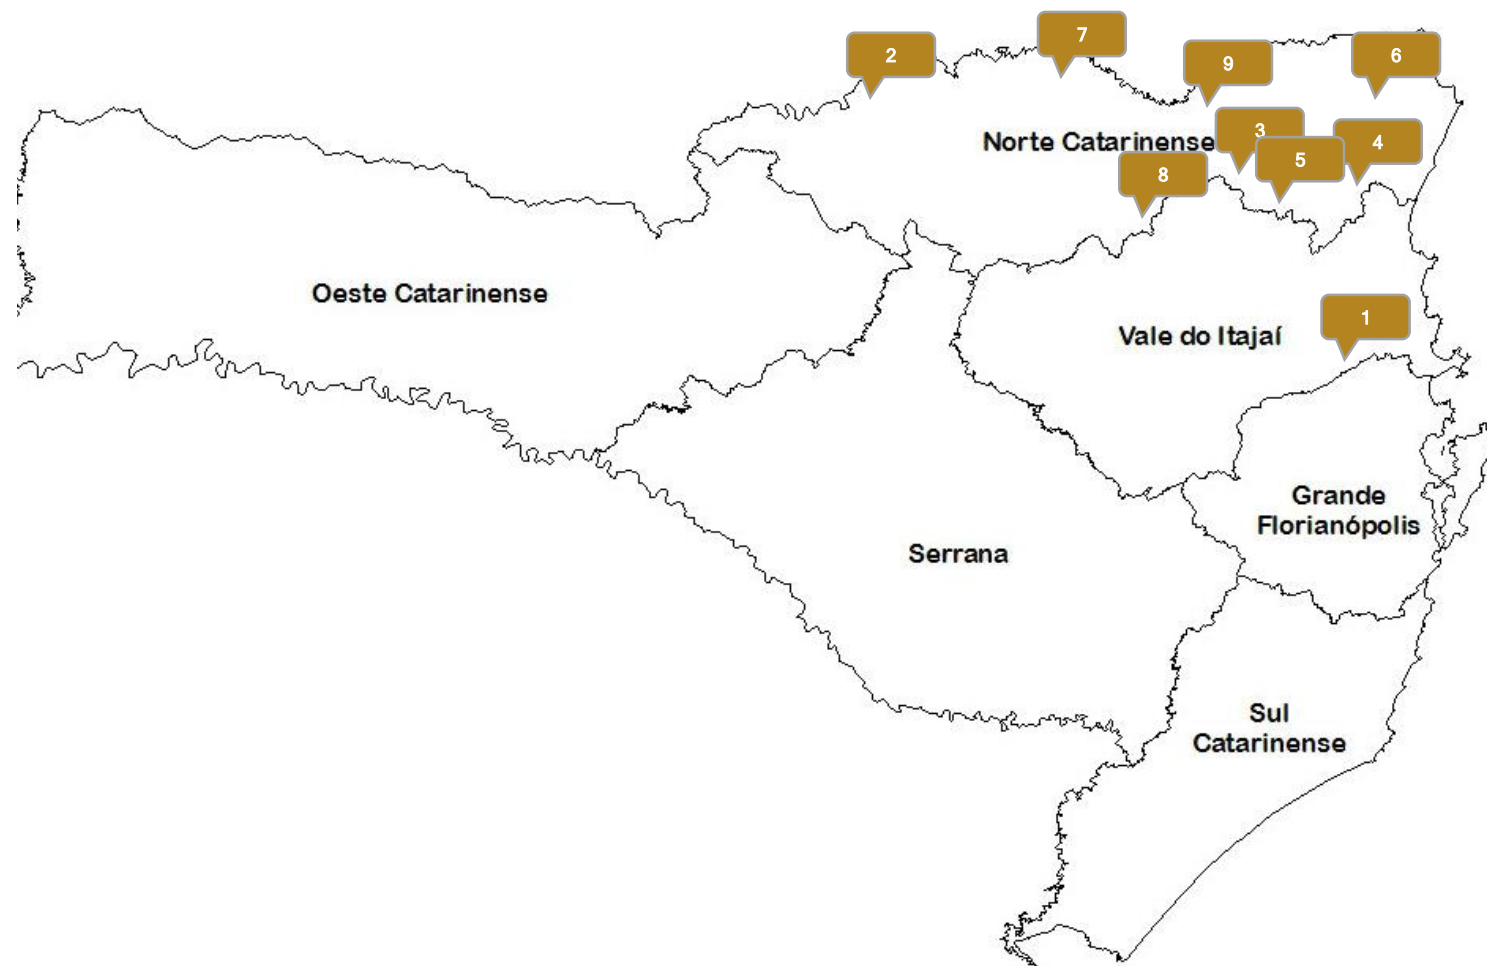 7
2
9
6
3
4
Norte Catarinense
5
8
Oeste Catarinense
1
Vale do Itajaí
Grande
Florianópolis
Serrana
Sul
Catarinense